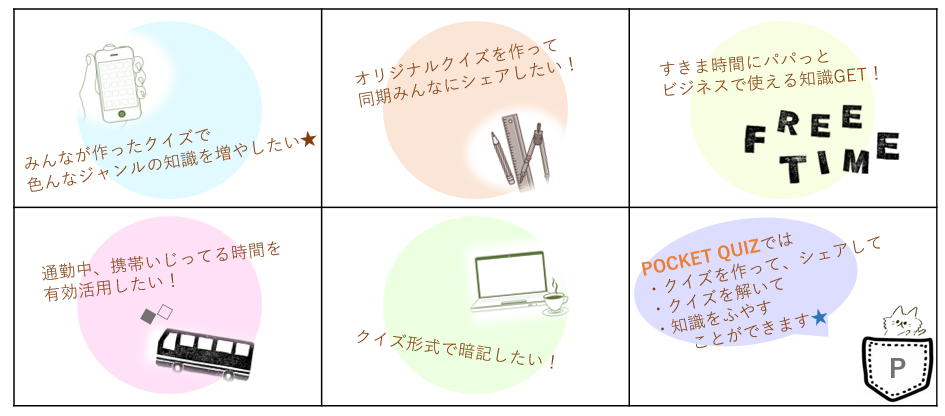 みんなが作ったクイズで
色んなジャンルの知識を増やしたい★
オリジナルクイズを作って
同期みんなにシェアしたい！
すきま時間にパパっと
ビジネスで使える知識GET！
FREE
TIME
通勤中、携帯いじってる時間を
有効活用したい！
クイズ形式で暗記したい！
POCKET QUIZでは
・クイズを作って、シェアして
・クイズを解いて
・知識をふやす
ことができます★
P